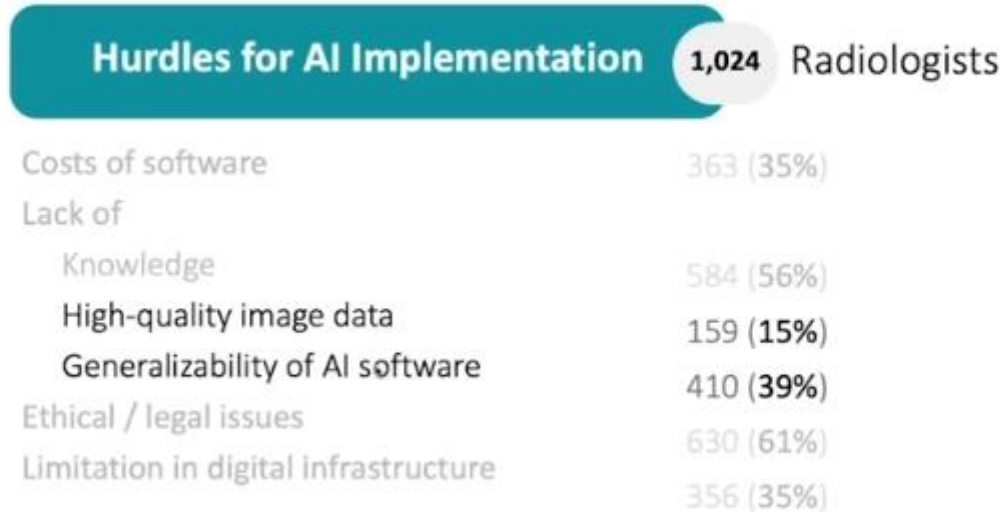 Hurdles for AI Implementation 1,024 Radiologists
Costs of software 363 (35%)
Lack of
Knowledge 584 (56%)
High-quality image data 159 (15%)
Generalizability of AI software 410 (39%)
Ethical / legal issues 630 (61%)
Limitation in digital infrastructure 356 (35%)